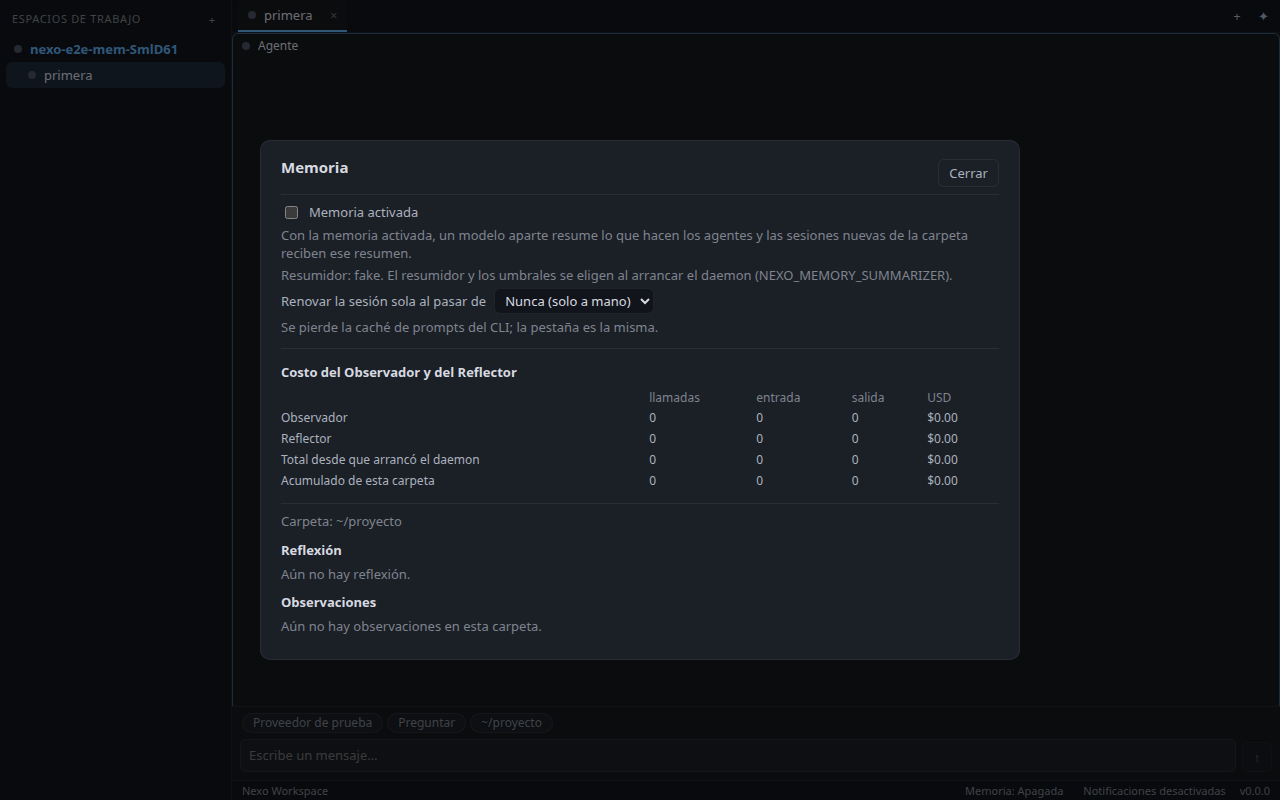 ESPACIOS DE TRABAJO +
nexo-e2e-mem-SmlD61
primera
primera × + ✦
Agente
Memoria
Cerrar
Memoria activada
Con la memoria activada, un modelo aparte resume lo que hacen los agentes y las sesiones nuevas de la carpeta
reciben ese resumen.
Resumidor: fake. El resumidor y los umbrales se eligen al arrancar el daemon (NEXO_MEMORY_SUMMARIZER).
Renovar la sesión sola al pasar de Nunca (solo a mano)
Se pierde la caché de prompts del CLI; la pestaña es la misma.
Costo del Observador y del Reflector
llamadas entrada salida USD
Observador 0 0 0 $0.00
Reflector 0 0 0 $0.00
Total desde que arrancó el daemon 0 0 0 $0.00
Acumulado de esta carpeta 0 0 0 $0.00
Carpeta: ~/proyecto
Reflexión
Aún no hay reflexión.
Observaciones
Aún no hay observaciones en esta carpeta.
Proveedor de prueba Preguntar ~/proyecto
Escribe un mensaje... ↑
Nexo Workspace Memoria: Apagada Notificaciones desactivadas v0.0.0